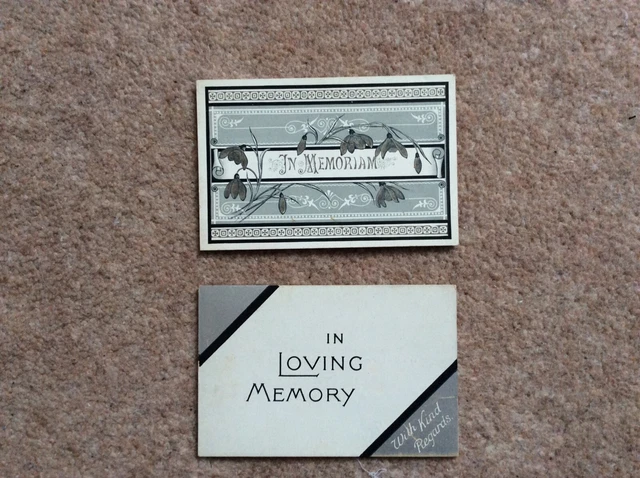 IN MEMORIAM
IN
LOVING
MEMORY
With Kind
Regards.